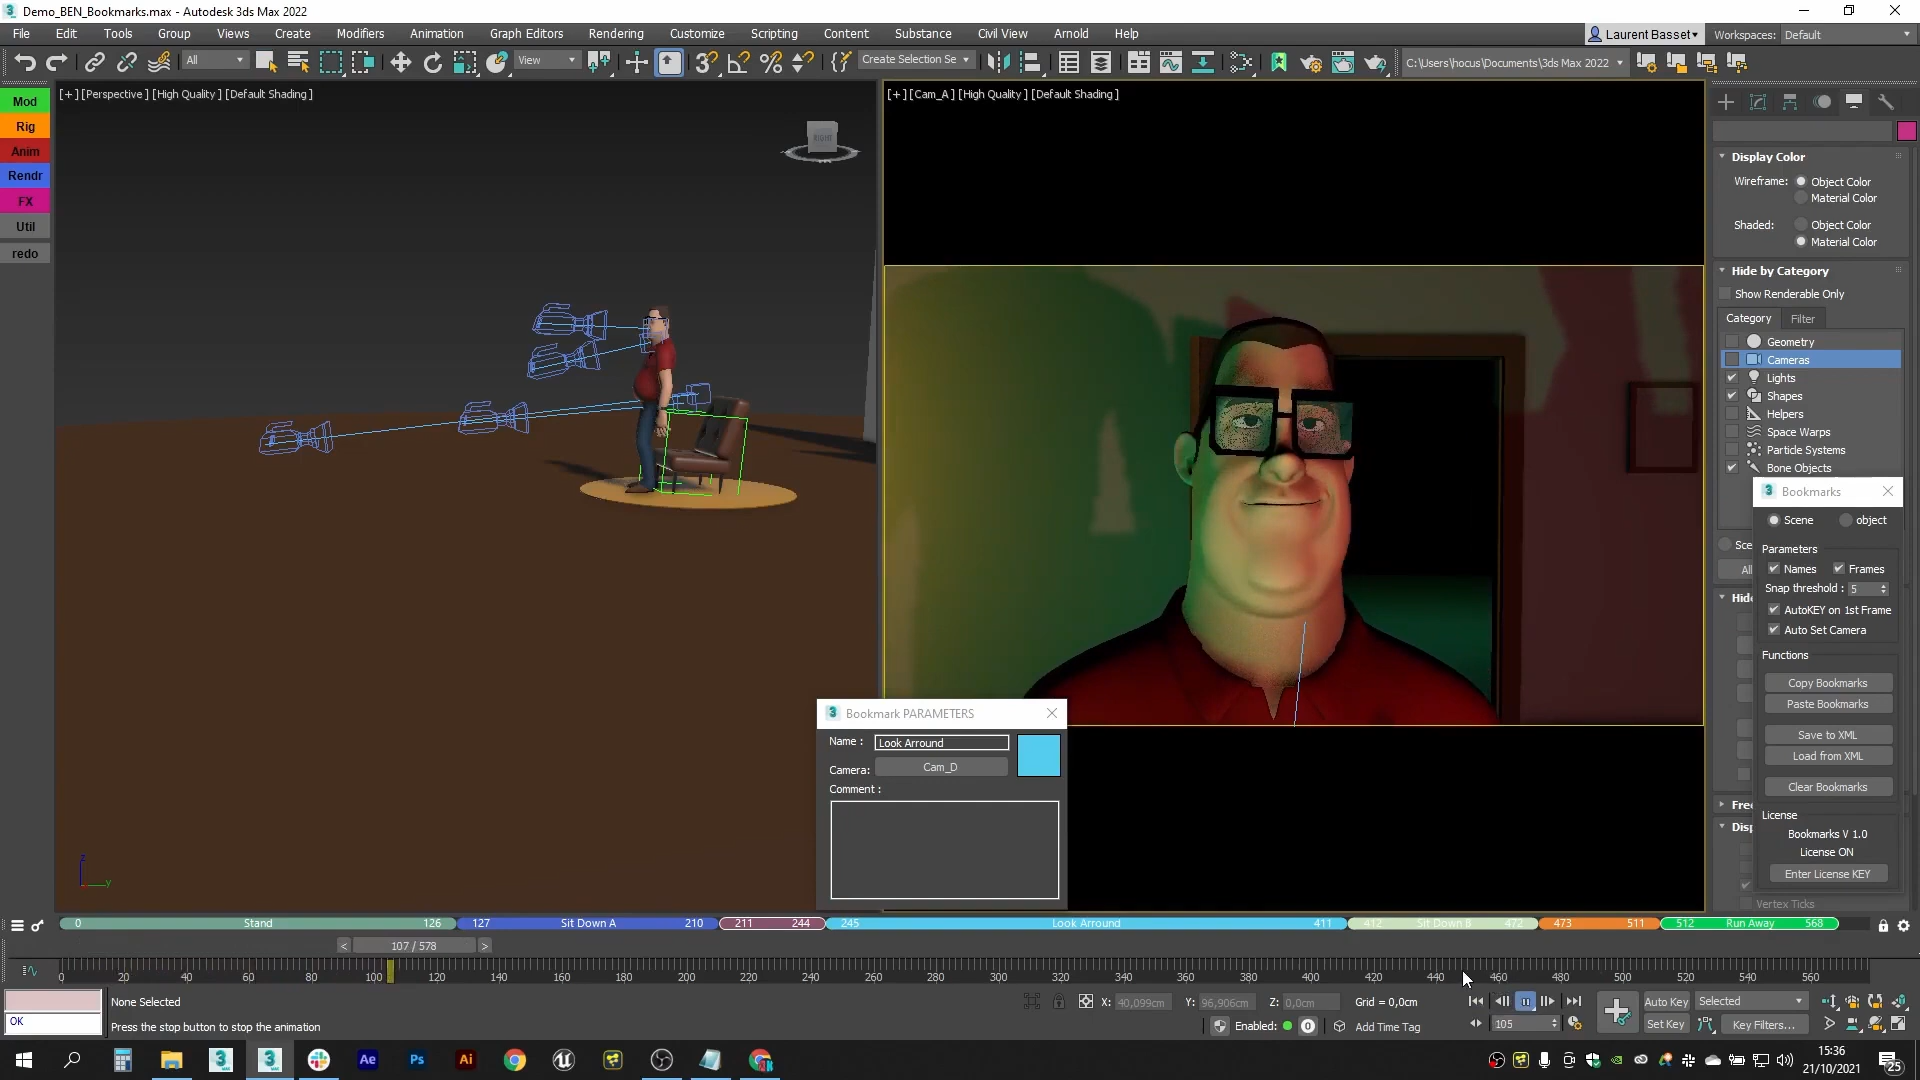 Demo_BEN_Bookmarks.max - Autodesk 3ds Max 2022
File Edit Tools Group Views Create Modifiers Animation Graph Editors Rendering Customize Scripting Content Substance Civil View Arnold Help
Laurent Basset
Workspaces: Default
All
View
Create Selection Se
C:\Users\hocus\Documents\3ds Max 2022
Mod
Rig
Anim
Rendr
FX
Util
redo
[+] [Perspective ] [High Quality ] [Default Shading ]
RIGHT
[+] [Cam_A ] [High Quality ] [Default Shading ]
Display Color
Wireframe: Object Color
Material Color
Shaded: Object Color
Material Color
Hide by Category
Show Renderable Only
Category Filter
Geometry
Cameras
Lights
Shapes
Helpers
Space Warps
Particle Systems
Bone Objects
Bookmarks
Scene object
Parameters
Names Frames
Snap threshold : 5
AutoKEY on 1st Frame
Auto Set Camera
Functions
Copy Bookmarks
Paste Bookmarks
Save to XML
Load from XML
Clear Bookmarks
License
Bookmarks V 1.0
License ON
Enter License KEY
Vertex Ticks
Bookmark PARAMETERS
Name : Look Arround
Camera: Cam_D
Comment :
0 Stand 126 127 Sit Down A 210 211 244 245 Look Arround 411 412 Sit Down B 472 473 511 512 Run Away 568
< 107 / 578 >
0 20 40 60 80 100 120 140 160 180 200 220 240 260 280 300 320 340 360 380 400 420 440 460 480 500 520 540 560
None Selected
X: 40,099cm Y: 96,906cm Z: 0,0cm Grid = 0,0cm
Auto Key Selected
OK
Press the stop button to stop the animation
Enabled: 0 Add Time Tag
105
Set Key Key Filters...
Ae Ps Ai
15:36
21/10/2021
25